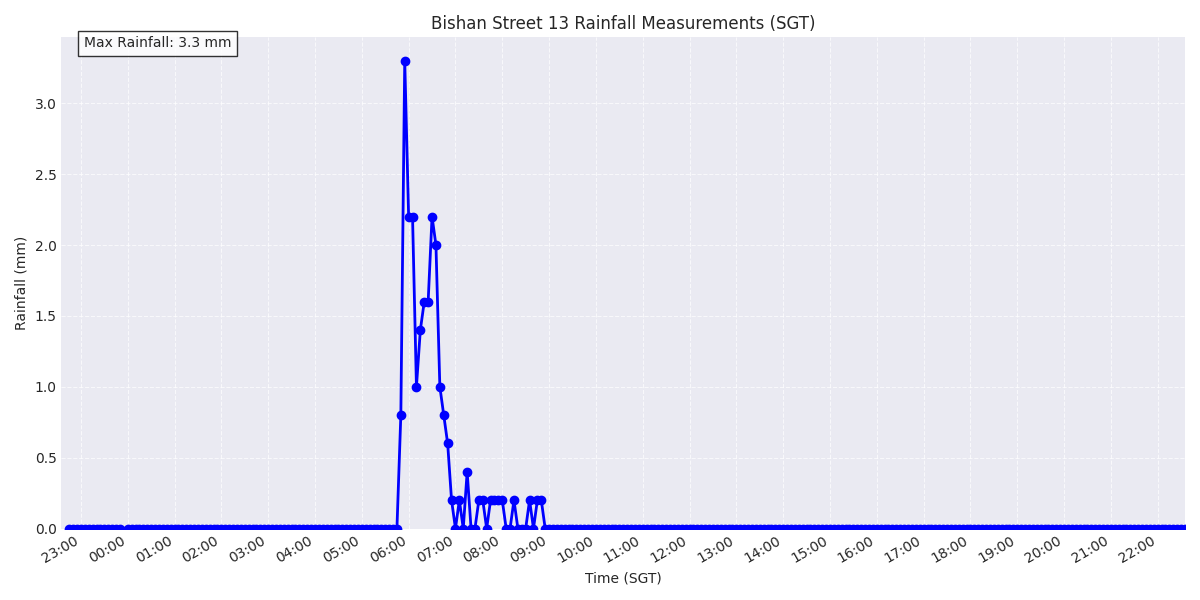 Bishan Street 13 Rainfall Measurements (SGT)
Max Rainfall: 3.3 mm
Rainfall (mm)
3.0
2.5
2.0
1.5
1.0
0.5
0.0
23:00 00:00 01:00 02:00 03:00 04:00 05:00 06:00 07:00 08:00 09:00 10:00 11:00 12:00 13:00 14:00 15:00 16:00 17:00 18:00 19:00 20:00 21:00 22:00
Time (SGT)